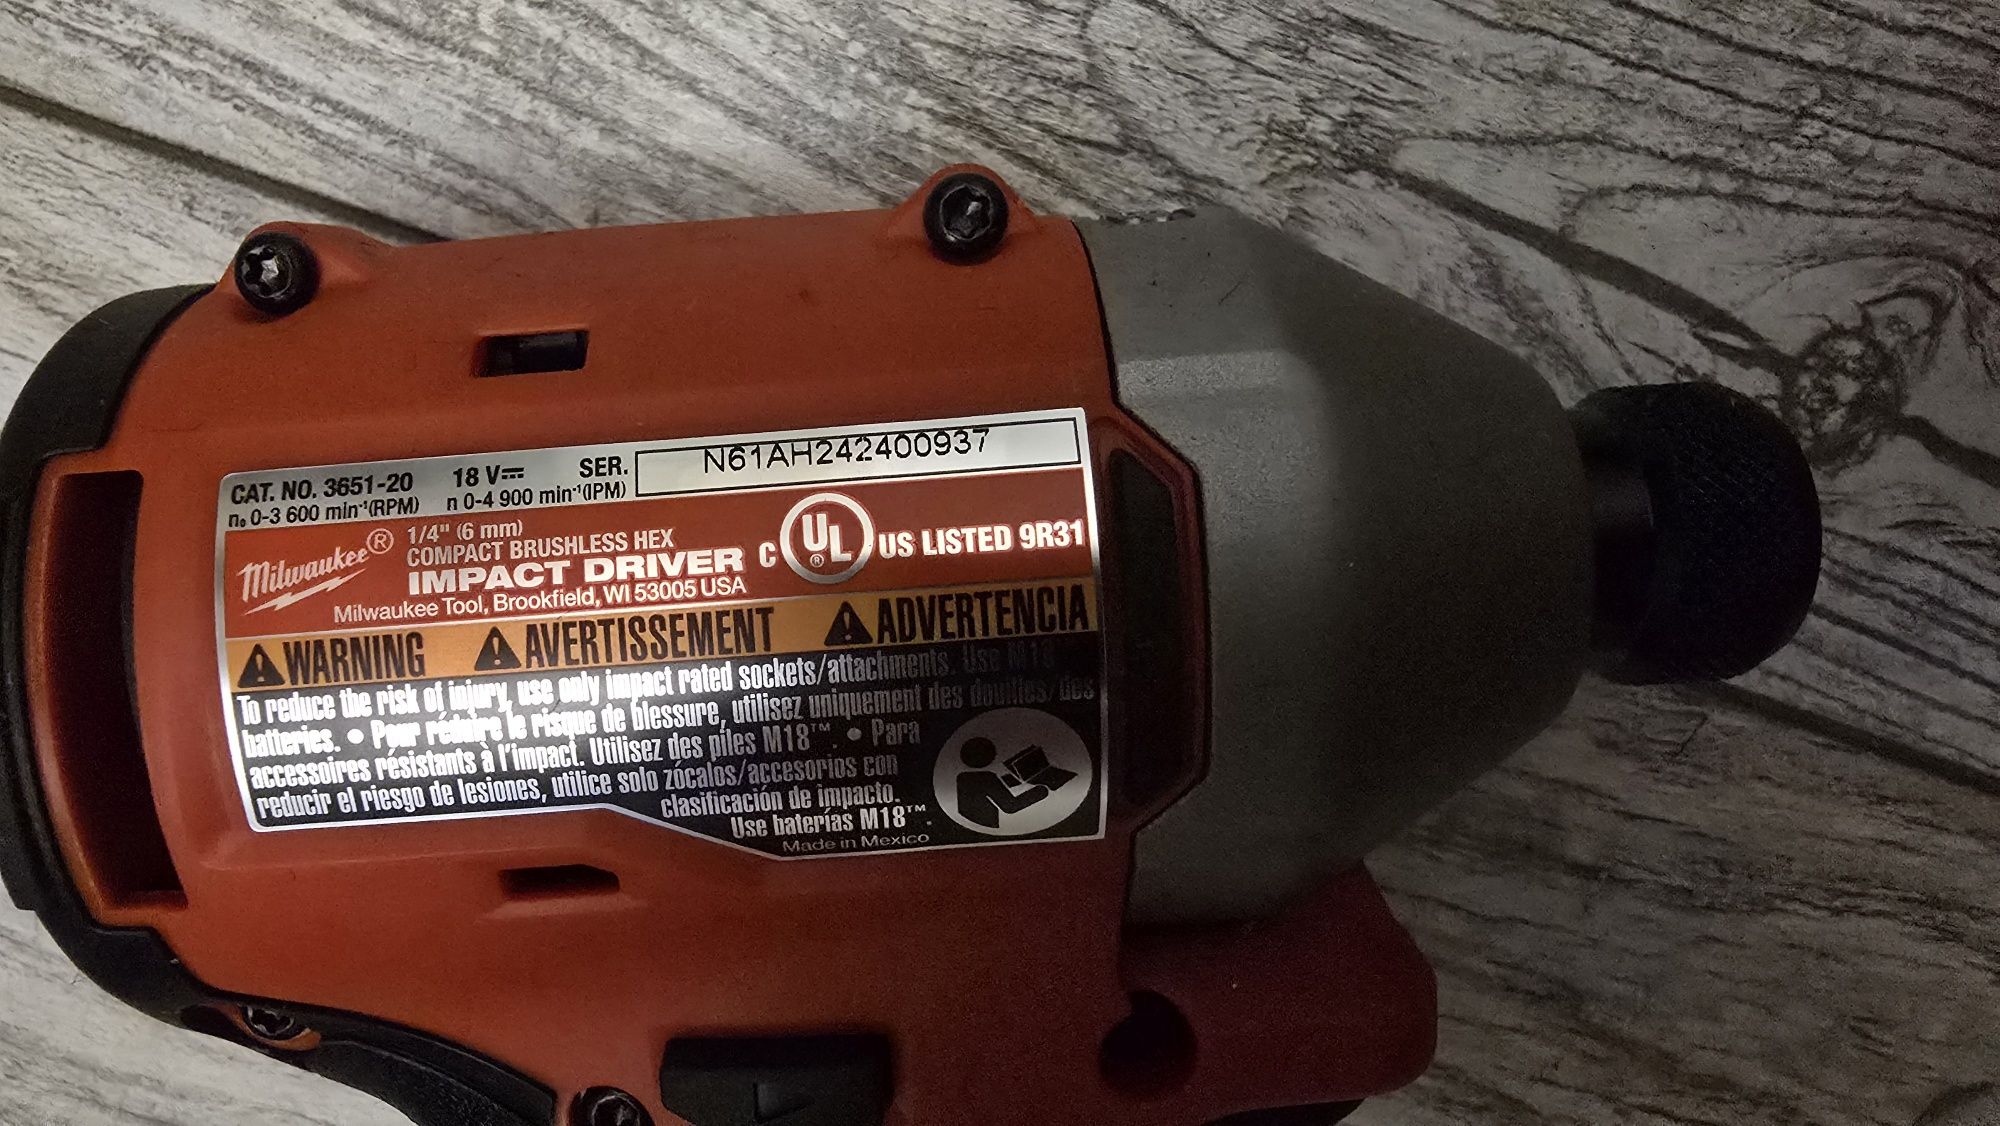 CAT. NO. 3651-20 18 V⎓ SER. N61AH242400937
n₀ 0-3 600 min⁻¹(RPM) n 0-4 900 min⁻¹(IPM)
Milwaukee® 1/4" (6 mm)
COMPACT BRUSHLESS HEX
IMPACT DRIVER
Milwaukee Tool, Brookfield, WI 53005 USA
C UL® US LISTED 9R31
⚠WARNING ⚠AVERTISSEMENT ⚠ADVERTENCIA
To reduce the risk of injury, use only impact rated sockets/attachments. Use M18
batteries. • Pour réduire le risque de blessure, utilisez uniquement des douilles/des
accessoires résistants à l'impact. Utilisez des piles M18™. • Para
reducir el riesgo de lesiones, utilice solo zócalos/accesorios con
clasificación de impacto.
Use baterías M18™.
Made in Mexico